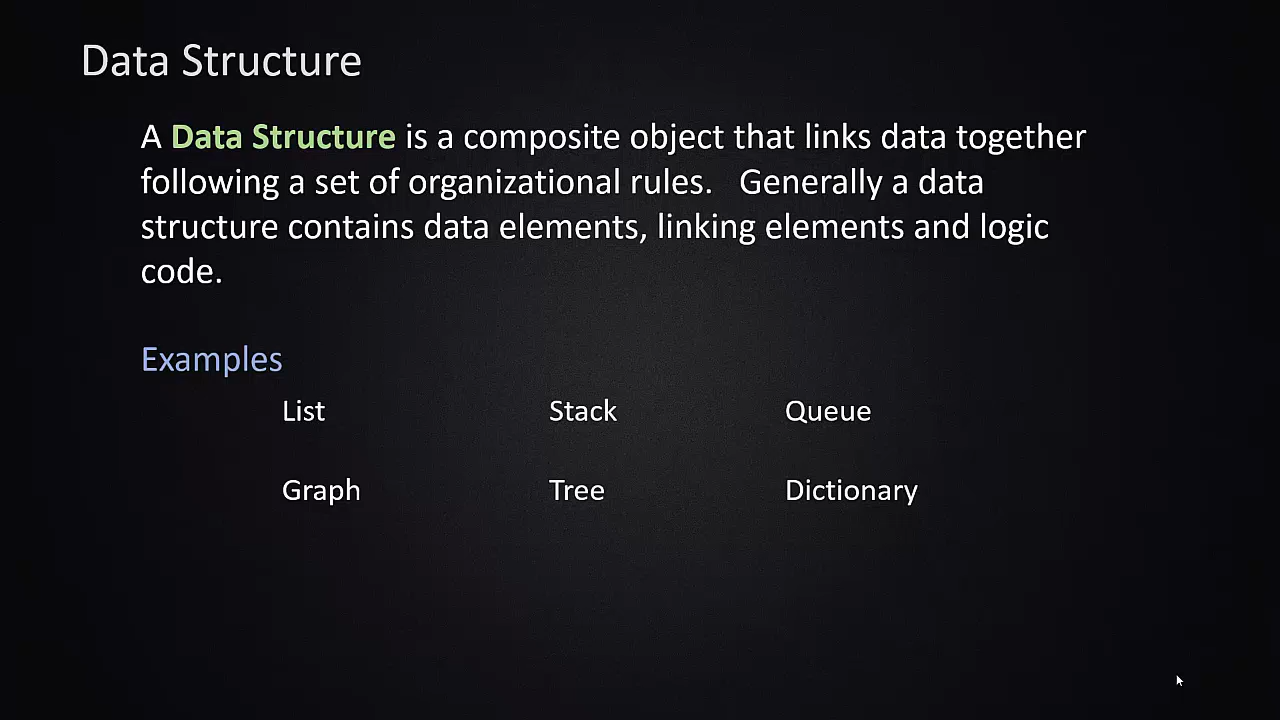 Data Structure
A Data Structure is a composite object that links data together
following a set of organizational rules.   Generally a data
structure contains data elements, linking elements and logic
code.
Examples
List Stack Queue
Graph Tree Dictionary